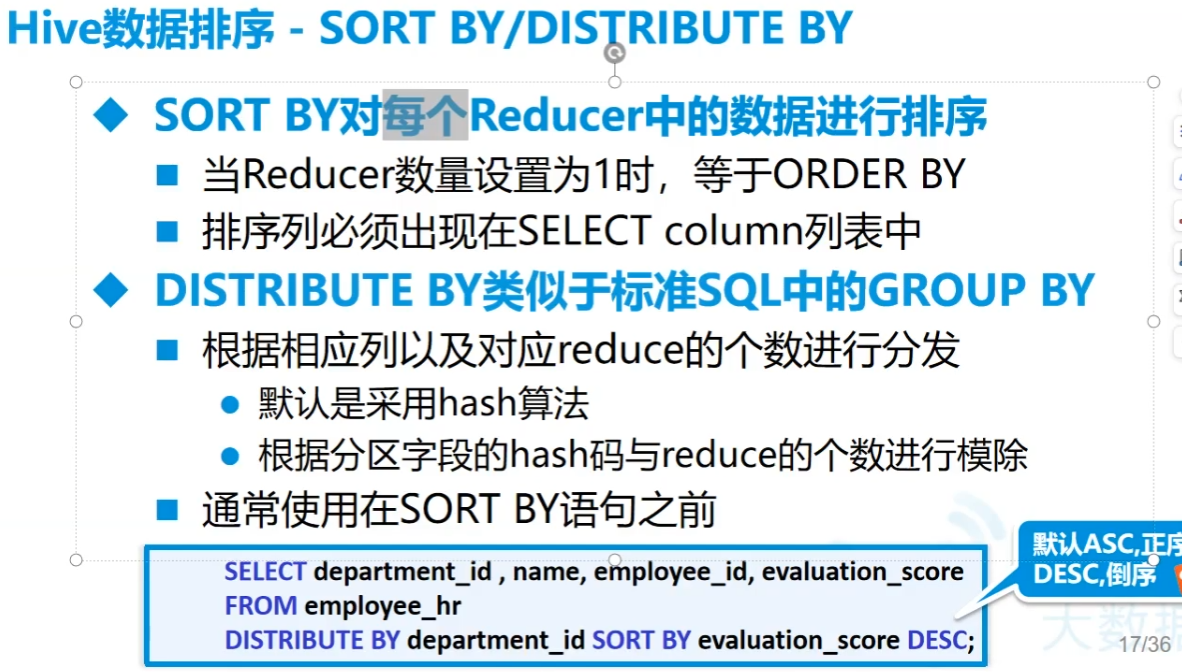 Hive数据排序 - SORT BY/DISTRIBUTE BY
SORT BY对每个Reducer中的数据进行排序
当Reducer数量设置为1时，等于ORDER BY
排序列必须出现在SELECT column列表中
DISTRIBUTE BY类似于标准SQL中的GROUP BY
根据相应列以及对应reduce的个数进行分发
默认是采用hash算法
根据分区字段的hash码与reduce的个数进行模除
通常使用在SORT BY语句之前
SELECT department_id , name, employee_id, evaluation_score
FROM employee_hr
DISTRIBUTE BY department_id SORT BY evaluation_score DESC;
默认ASC,正序
DESC,倒序
大数据
17/36